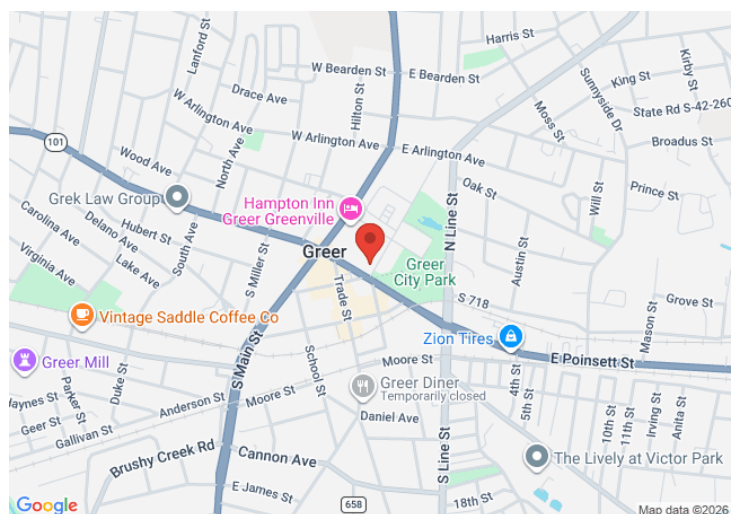 Harris St
Lanford St
W Bearden St
E Bearden St
Sunnyside Dr
King St
Kirby St
Drace Ave
Hilton St
Moss St
State Rd S-42-260
W Arlington Ave
W Arlington Ave
E Arlington Ave
Broadus St
101
Wood Ave
North Ave
Oak St
Prince St
Grek Law Group
Hampton Inn
Greer Greenville
N Line St
Will St
Carolina Ave
Delano Ave
Hubert St
South Ave
Greer
Virginia Ave
Lake Ave
S Miller St
Greer
City Park
Austin St
Trade St
S 718
Grove St
Vintage Saddle Coffee Co
Mason St
Zion Tires
Greer Mill
S Main St
School St
Moore St
E Poinsett St
Duke St
Parker St
Haynes St
Geer St
Gallivan St
Anderson St
Moore St
Greer Diner
Temporarily closed
Daniel Ave
4th St
5th St
10th St
11th St
Irving St
Anita St
Brushy Creek Rd
Cannon Ave
S Line St
The Lively at Victor Park
E James St
658
18th St
Google
Map data ©2026